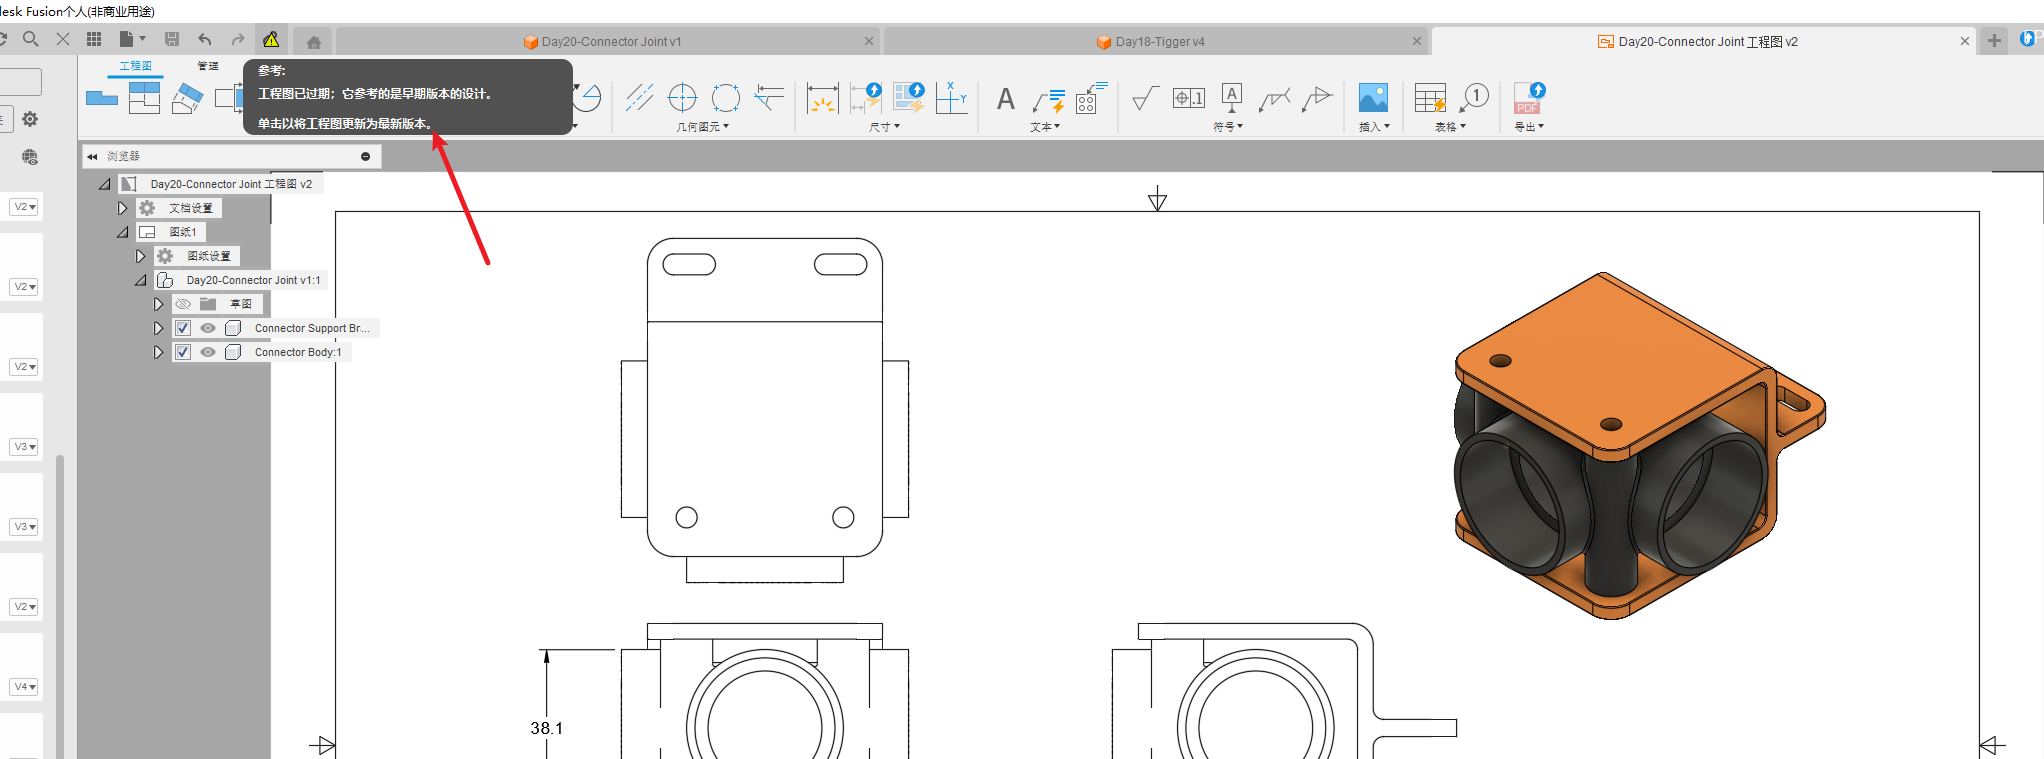 desk Fusion个人(非商业用途)
Day20-Connector Joint v1
Day18-Tigger v4
Day20-Connector Joint 工程图 v2
工程图
管理
参考:
工程图已过期；它参考的是早期版本的设计。
单击以将工程图更新为最新版本。
几何图元
尺寸
文本
符号
插入
表格
导出
A
A
.1
1
X
Y
PDF
浏览器
Day20-Connector Joint 工程图 v2
文档设置
图纸1
图纸设置
Day20-Connector Joint v1:1
草图
Connector Support Br...
Connector Body:1
V2
V2
V2
V3
V3
V2
V4
38.1